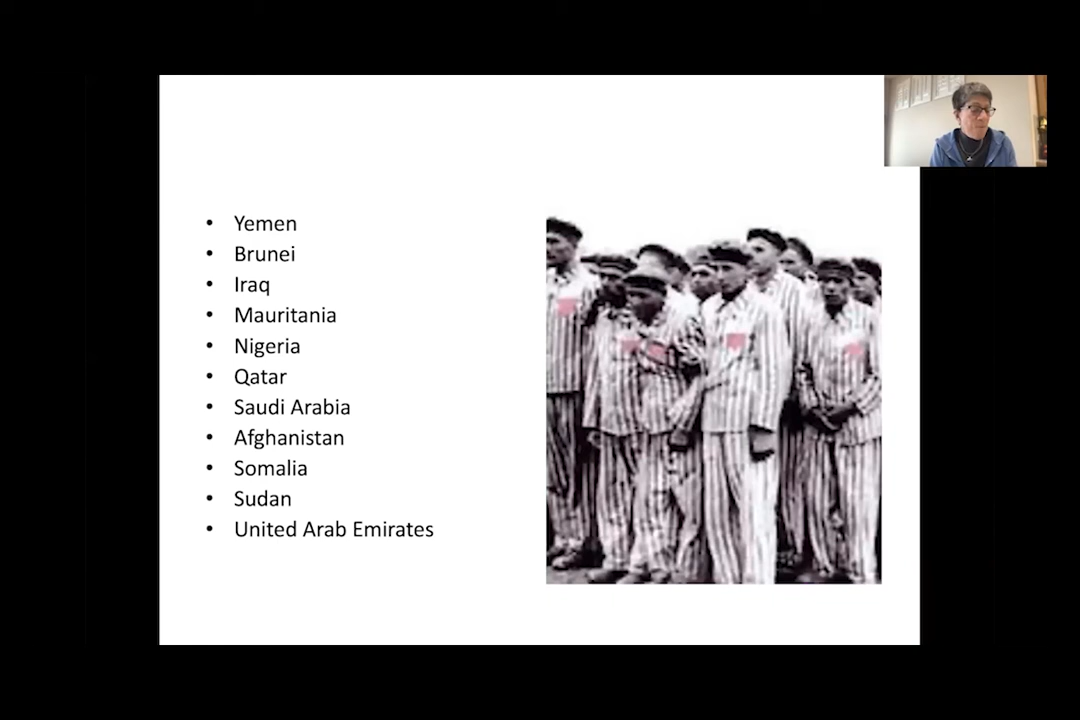 Yemen
Brunei
Iraq
Mauritania
Nigeria
Qatar
Saudi Arabia
Afghanistan
Somalia
Sudan
United Arab Emirates